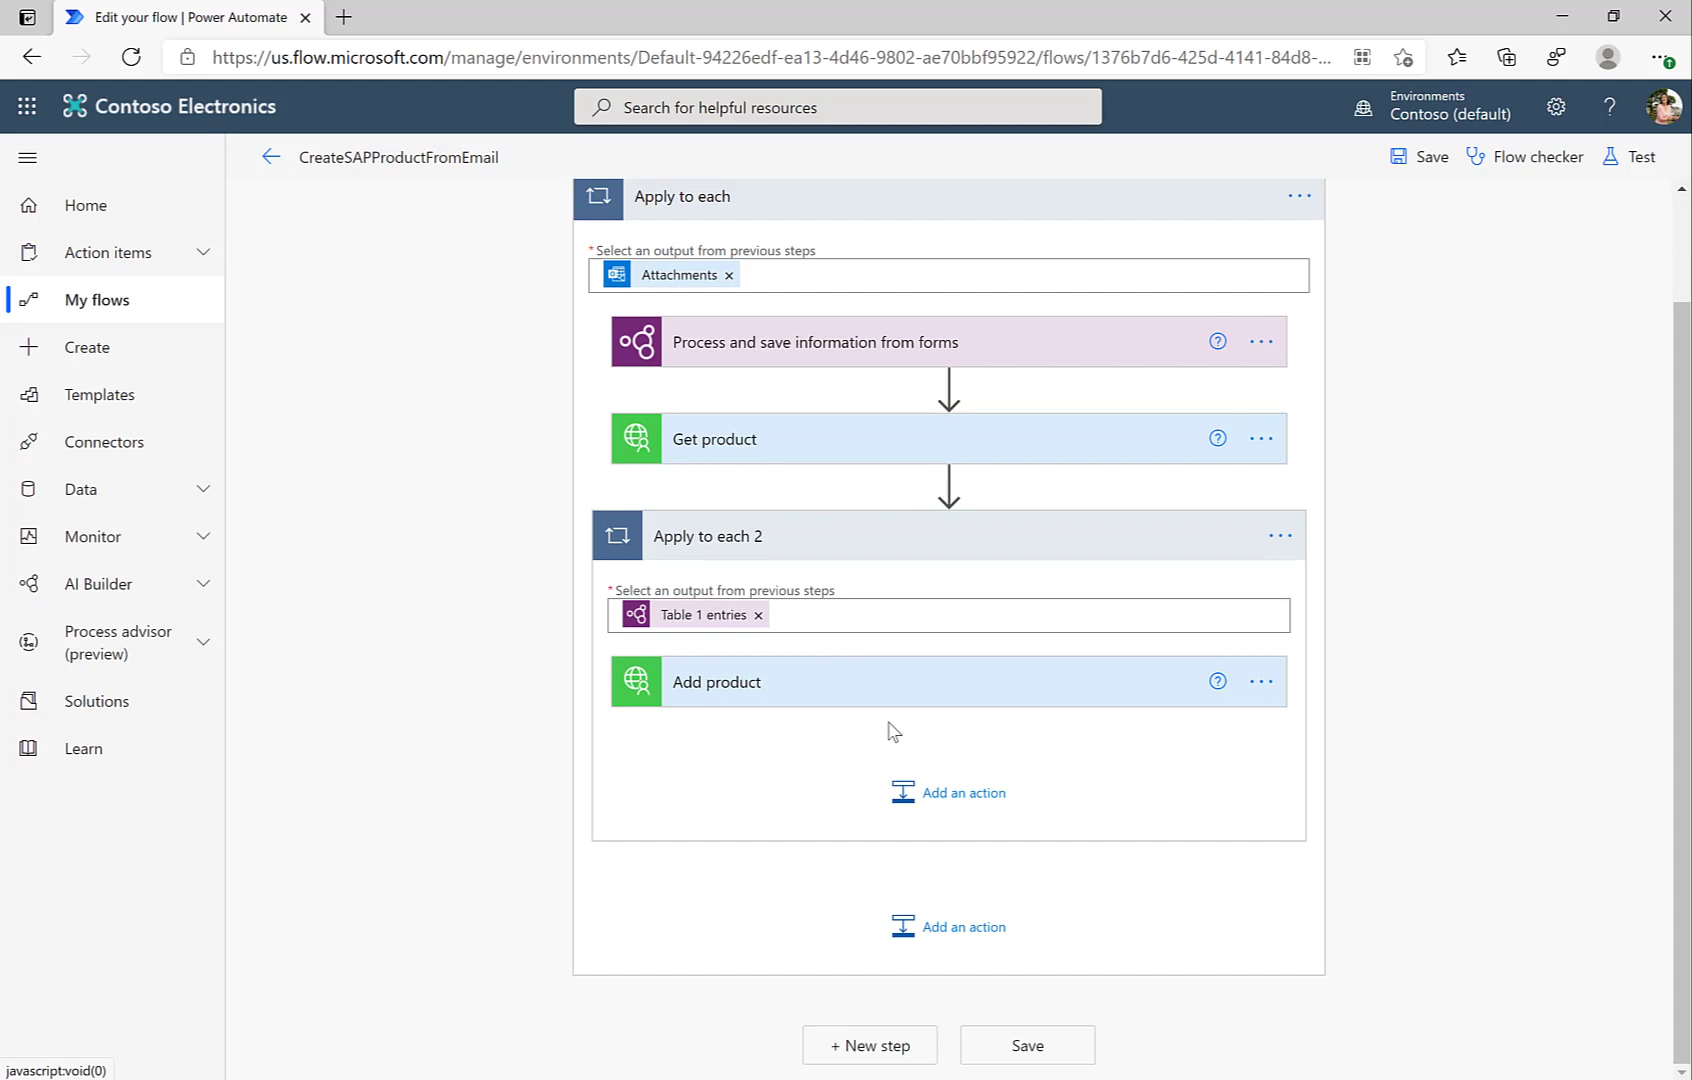 Edit your flow | Power Automate
https://us.flow.microsoft.com/manage/environments/Default-94226edf-ea13-4d46-9802-ae70bbf95922/flows/1376b7d6-425d-4141-84d8-...
Contoso Electronics
Search for helpful resources
Environments
Contoso (default)
CreateSAPProductFromEmail
Save
Flow checker
Test
Home
Action items
My flows
Create
Templates
Connectors
Data
Monitor
AI Builder
Process advisor
(preview)
Solutions
Learn
Apply to each
* Select an output from previous steps
Attachments
Process and save information from forms
Get product
Apply to each 2
* Select an output from previous steps
Table 1 entries
Add product
Add an action
Add an action
+ New step
Save
javascript:void(0)